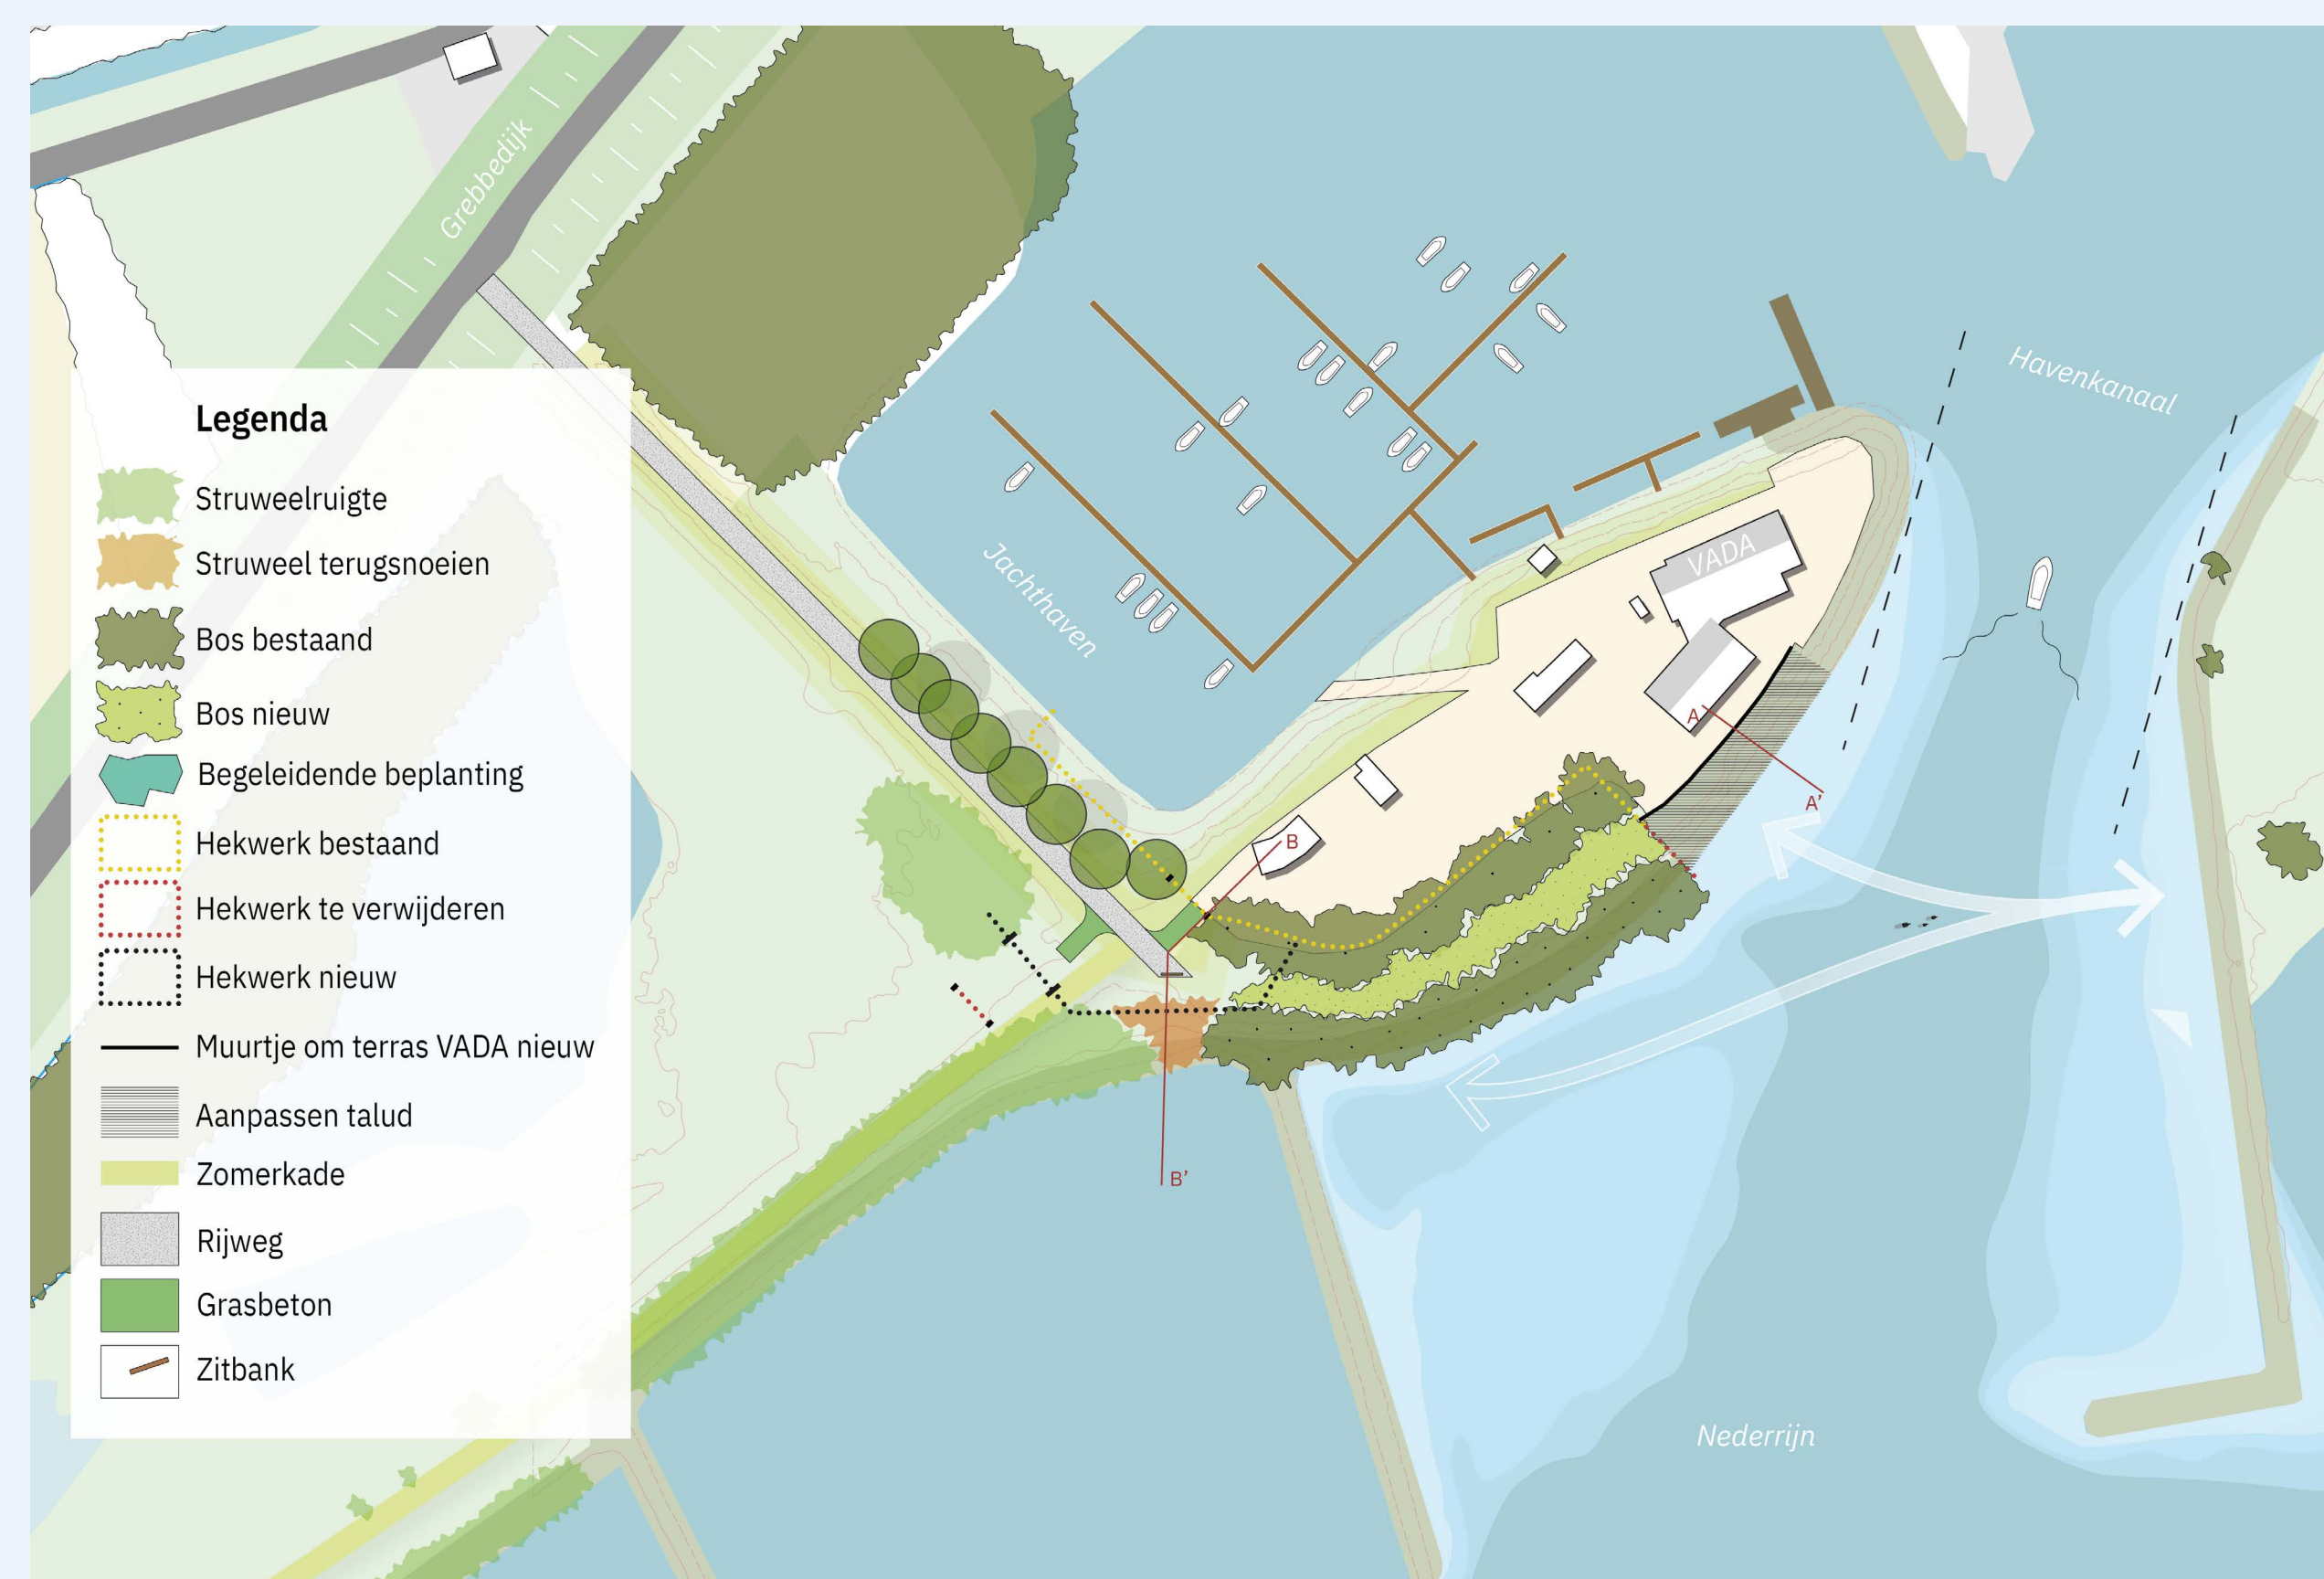 Grebbedijk
Havenkanaal
Legenda
Struweelruigte
Struweel terugsnoeien
Bos bestaand
Bos nieuw
Begeleidende beplanting
Hekwerk bestaand
Hekwerk te verwijderen
Hekwerk nieuw
Muurtje om terras VADA nieuw
Aanpassen talud
Zomerkade
Rijweg
Grasbeton
Zitbank
Jachthaven
VADA
A
A'
B
B'
Nederrijn